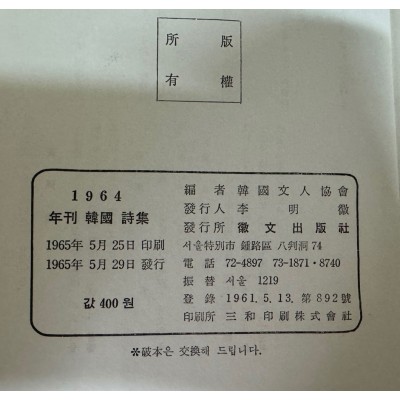 所 版
有 權
1964
年刊 韓國 詩集
1965年 5月 25日 印刷
1965年 5月 29日 發行
값 400 원
編 者 韓國文人協會
發行人 李 明 徽
發行所 徽文出版社
서울特別市 鍾路區 八判洞 74
電 話 72-4897 73-1871·8740
振 替 서울 1219
登 錄 1961.5.13. 第892號
印刷所 三和印刷株式會社
※破本은 交換해 드립니다.